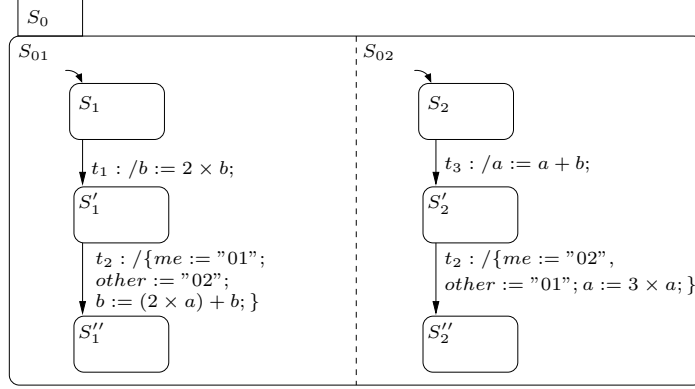 S₀
S₀₁
S₁
t₁ : /b := 2 × b;
S′₁
t₂ : /{me := "01";
other := "02";
b := (2 × a) + b; }
S′′₁
S₀₂
S₂
t₃ : /a := a + b;
S′₂
t₂ : /{me := "02",
other := "01"; a := 3 × a; }
S′′₂